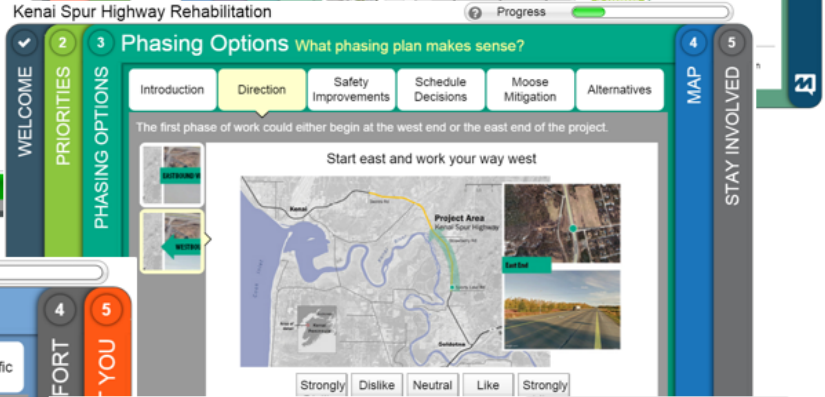 Kenai Spur Highway Rehabilitation
? Progress
2
3
Phasing Options What phasing plan makes sense?
4
5
WELCOME
PRIORITIES
PHASING OPTIONS
Introduction
Direction
Safety
Improvements
Schedule
Decisions
Moose
Mitigation
Alternatives
MAP
STAY INVOLVED
The first phase of work could either begin at the west end or the east end of the project.
Start east and work your way west
EASTBOUND
WESTBOU
Kenai
Project Area
Kenai Spur Highway
East End
Soldotna
4
5
FORT
YOU
fic
Strongly
Dislike
Neutral
Like
Strongly